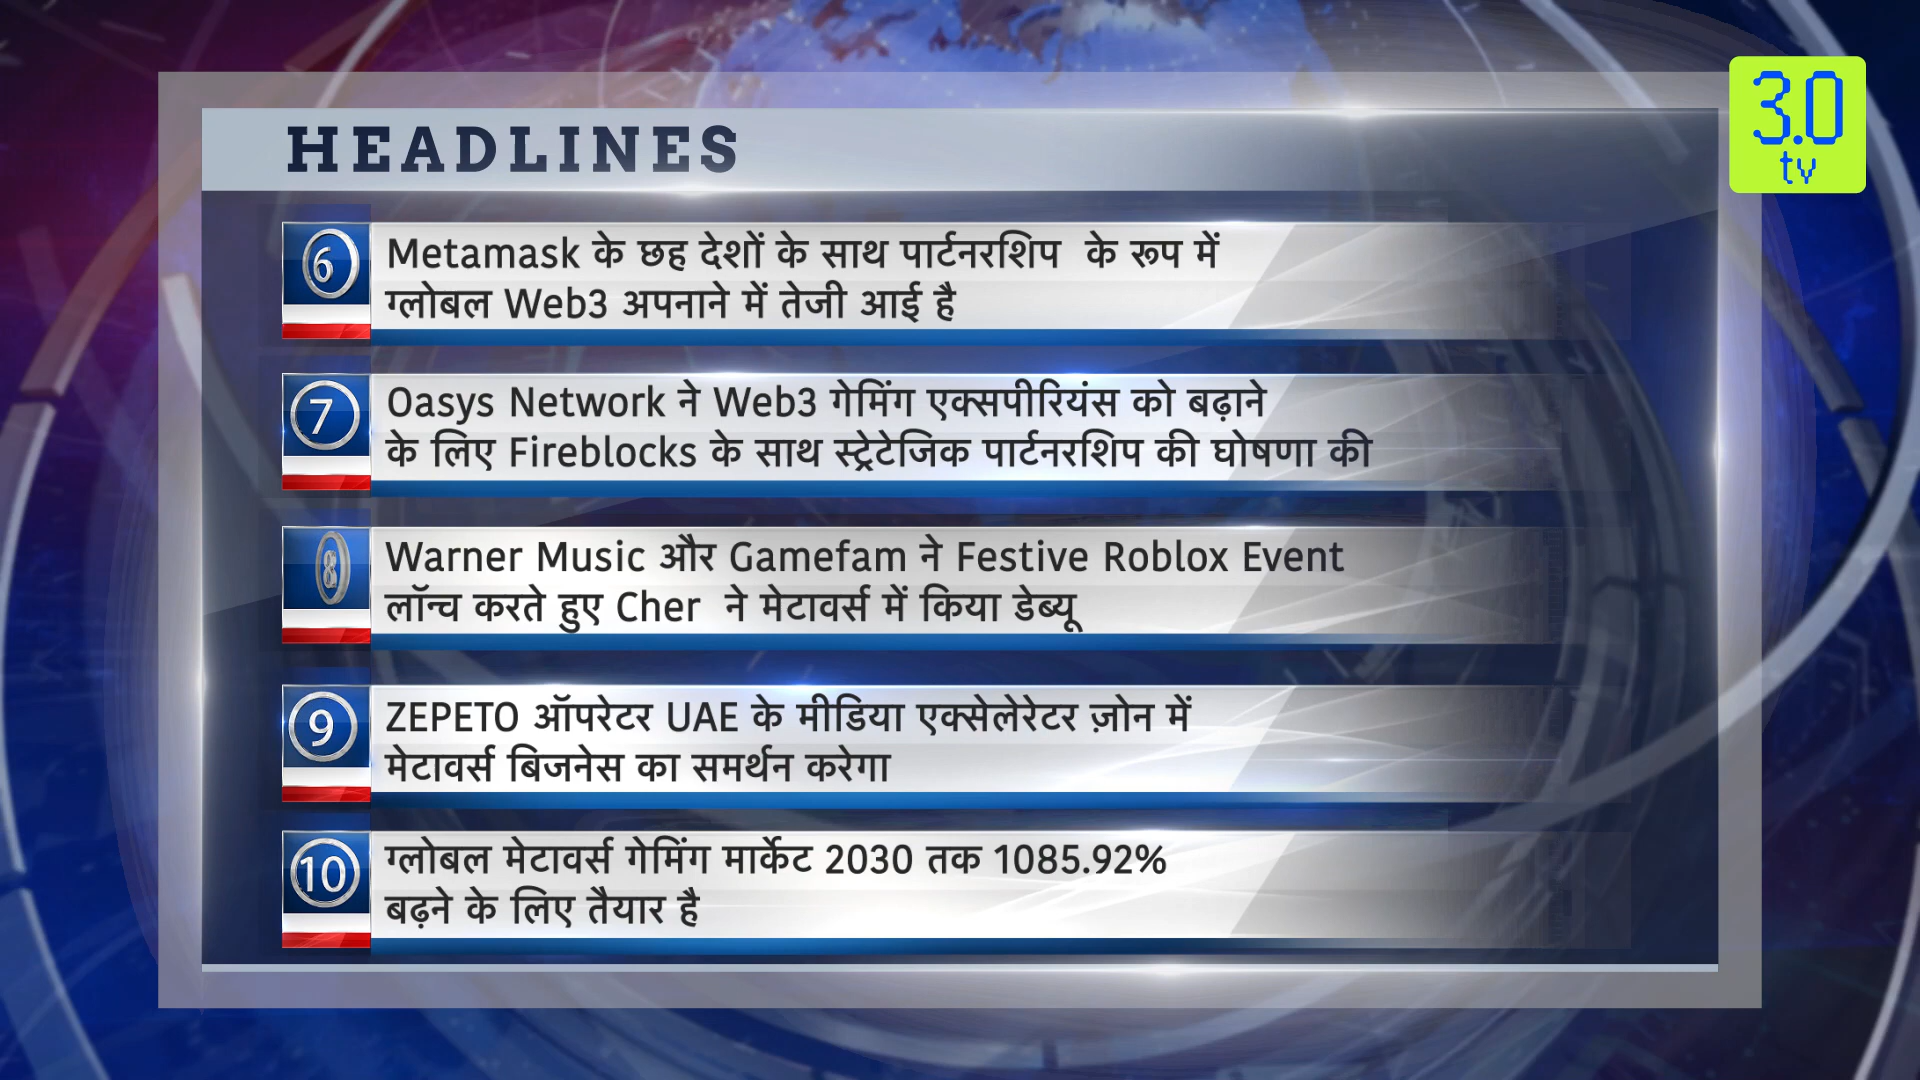 HEADLINES
3.0
tv
6
Metamask के छह देशों के साथ पार्टनरशिप के रूप में
ग्लोबल Web3 अपनाने में तेजी आई है
7
Oasys Network ने Web3 गेमिंग एक्सपीरियंस को बढ़ाने
के लिए Fireblocks के साथ स्ट्रेटेजिक पार्टनरशिप की घोषणा की
8
Warner Music और Gamefam ने Festive Roblox Event
लॉन्च करते हुए Cher ने मेटावर्स में किया डेब्यू
9
ZEPETO ऑपरेटर UAE के मीडिया एक्सेलेरेटर ज़ोन में
मेटावर्स बिजनेस का समर्थन करेगा
10
ग्लोबल मेटावर्स गेमिंग मार्केट 2030 तक 1085.92%
बढ़ने के लिए तैयार है